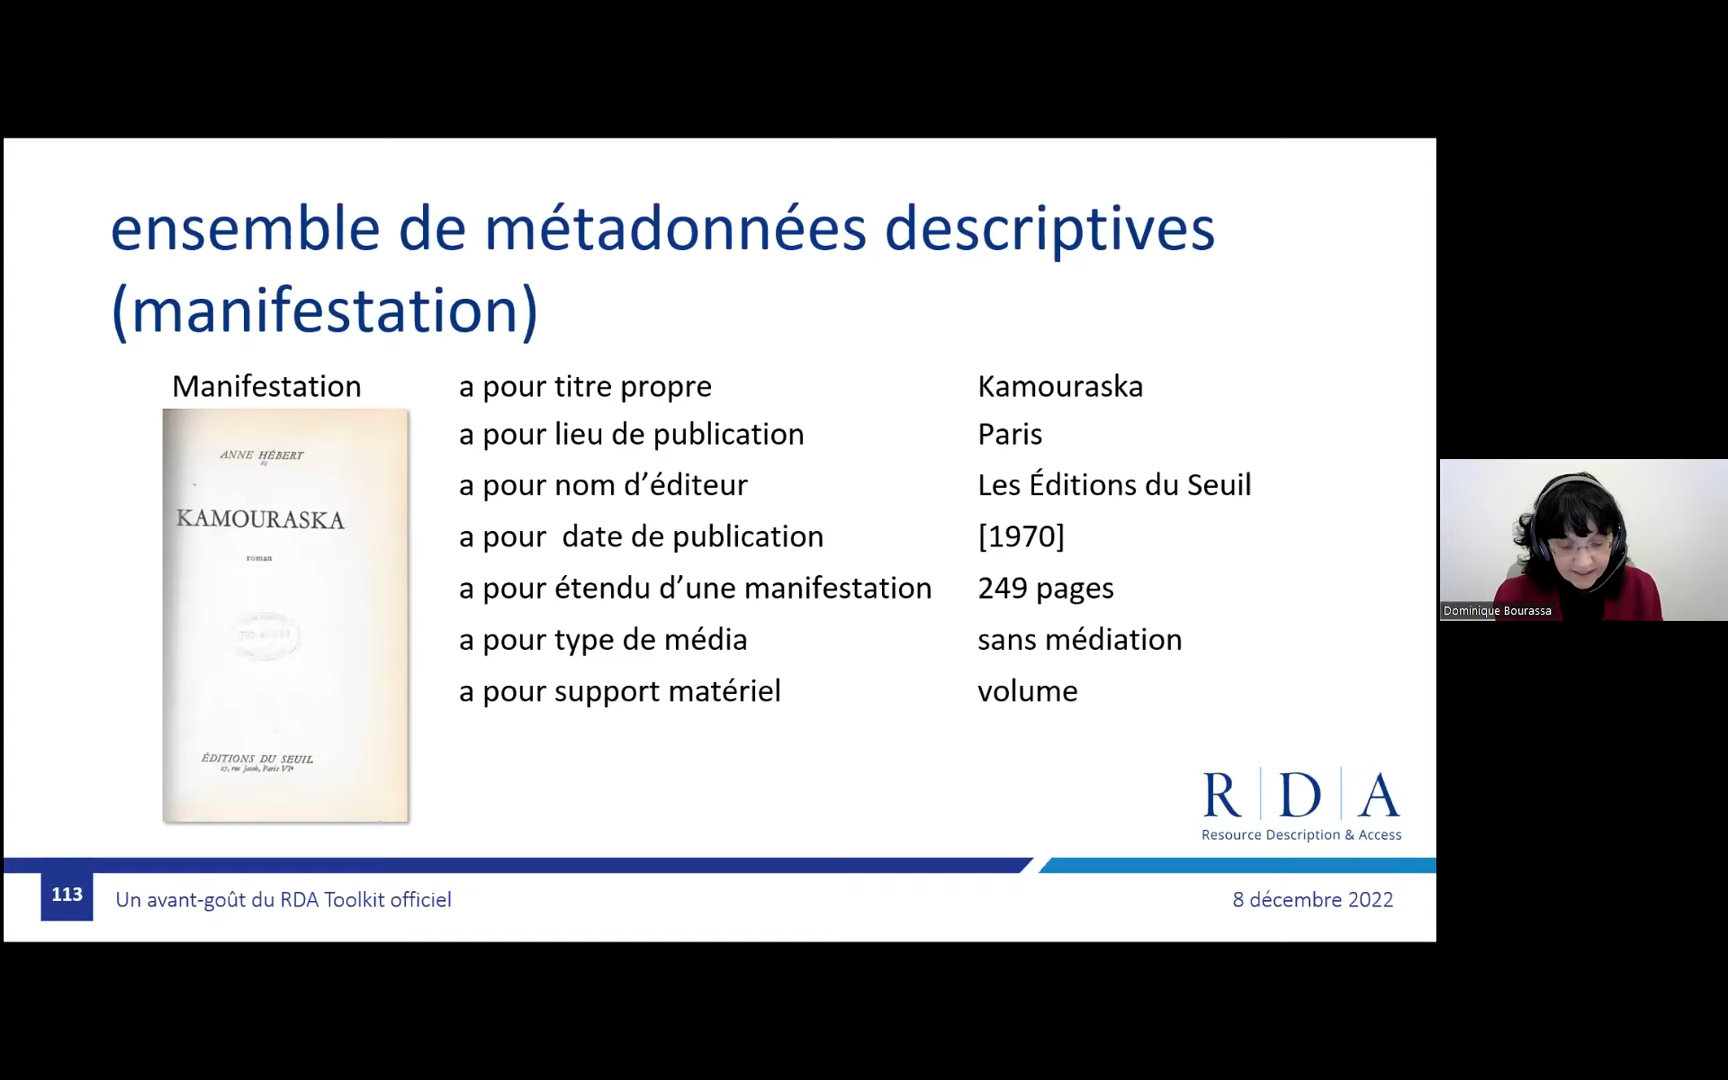 ensemble de métadonnées descriptives
(manifestation)
Manifestation
a pour titre propre Kamouraska
a pour lieu de publication Paris
a pour nom d’éditeur Les Éditions du Seuil
a pour date de publication [1970]
a pour étendu d’une manifestation 249 pages
a pour type de média sans médiation
a pour support matériel volume
ANNE HÉBERT
KAMOURASKA
roman
ÉDITIONS DU SEUIL
27, rue Jacob, Paris VIe
R|D|A
Resource Description & Access
113 Un avant-goût du RDA Toolkit officiel 8 décembre 2022
Dominique Bourassa